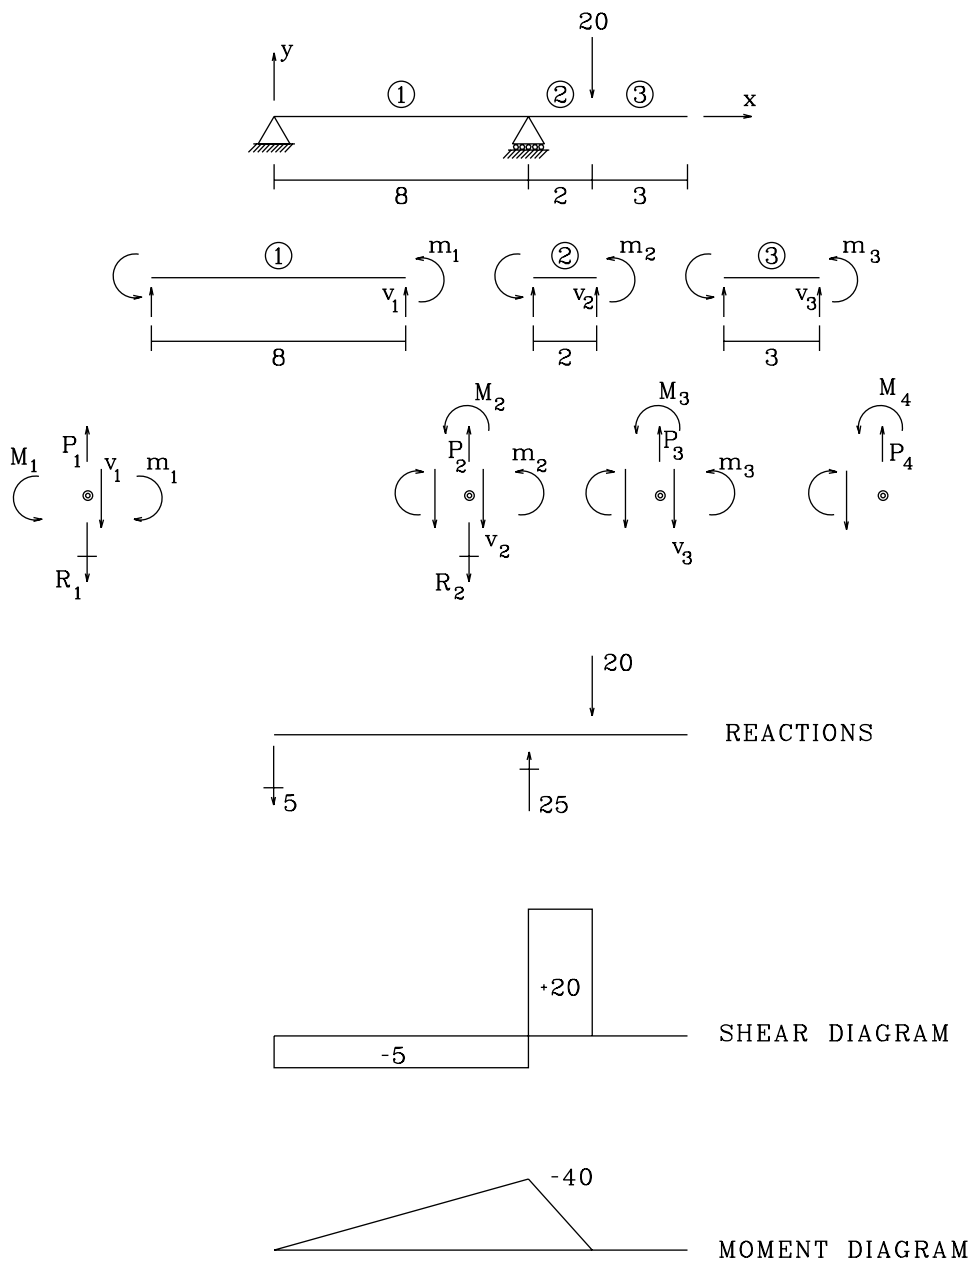 20
y
① ② ③ x
8 2 3
① m₁ ② m₂ ③ m₃
v₁ v₂ v₃
8 2 3
M₂ M₃ M₄
M₁ P₁ v₁ m₁ P₂ m₂ P₃ m₃ P₄
v₂ v₃
R₁ R₂
20
REACTIONS
5 25
+20
SHEAR DIAGRAM
-5
-40
MOMENT DIAGRAM